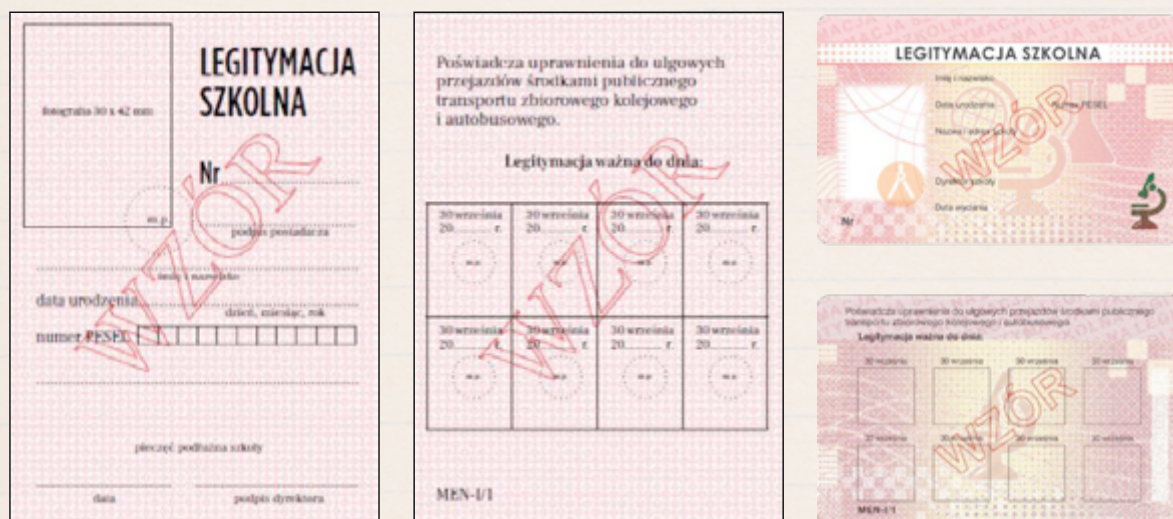 fotografia 30 x 42 mm
LEGITYMACJA
SZKOLNA
Nr
m.p.
podpis posiadacza
imię i nazwisko
data urodzenia
dzień, miesiąc, rok
numer PESEL
pieczęć podłużna szkoły
data
podpis dyrektora
WZÓR
Poświadcza uprawnienia do ulgowych
przejazdów środkami publicznego
transportu zbiorowego kolejowego
i autobusowego.
Legitymacja ważna do dnia:
30 września 30 września 30 września 30 września
20 r. 20 r. 20 r. 20 r.
m.p. m.p. m.p. m.p.
30 września 30 września 30 września 30 września
20 r. 20 r. 20 r. 20 r.
m.p. m.p. m.p. m.p.
MEN-I/1
WZÓR
LEGITYMACJA SZKOLNA
Imię i nazwisko
Data urodzenia Numer PESEL
Nazwa i adres szkoły
Dyrektor szkoły
Data wydania
Nr
WZÓR
Poświadcza uprawnienia do ulgowych przejazdów środkami publicznego
transportu zbiorowego kolejowego i autobusowego.
Legitymacja ważna do dnia:
30 września 30 września 30 września 30 września
30 września 30 września 30 września 30 września
MEN-I/1
WZÓR